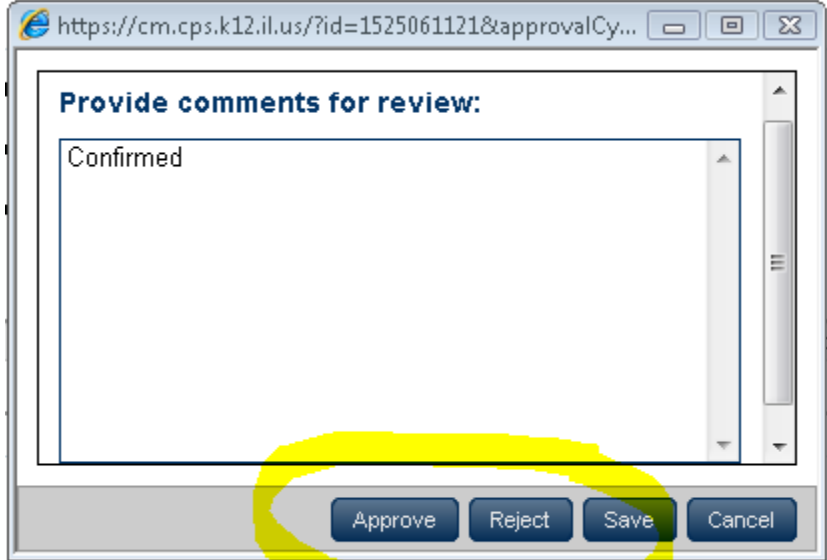 https://cm.cps.k12.il.us/?id=1525061121&approvalCy...
Provide comments for review:
Confirmed
Approve Reject Save Cancel